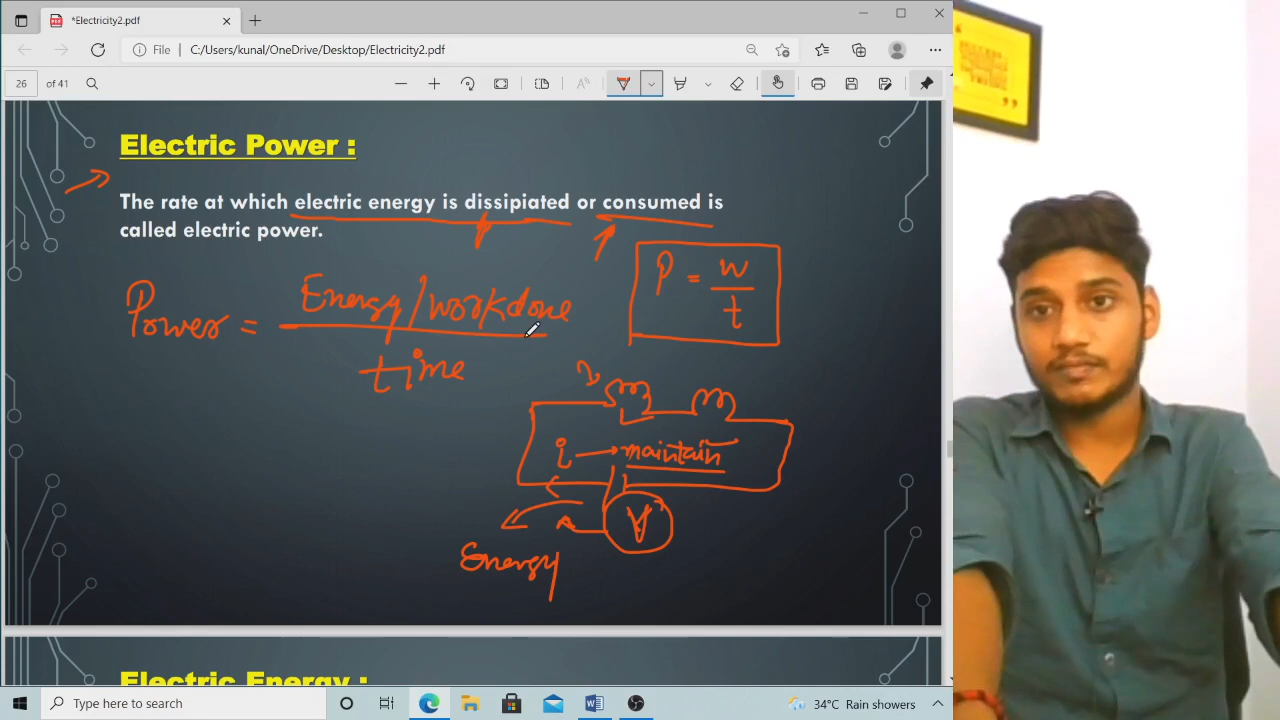 *Electricity2.pdf
File
C:/Users/kunal/OneDrive/Desktop/Electricity2.pdf
26 of 41
Electric Power :
The rate at which electric energy is dissipiated or consumed is
called electric power.
Power = Energy/workdone
time
P = w
t
i → maintain
V
Energy
Electric Energy :
Type here to search
34°C Rain showers